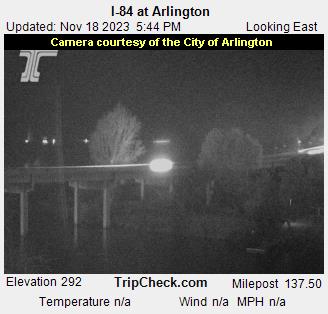 I-84 at Arlington
Updated: Nov 18 2023 5:44 PM Looking East
Camera courtesy of the City of Arlington
Elevation 292 TripCheck.com Milepost 137.50
Temperature n/a Wind n/a MPH n/a